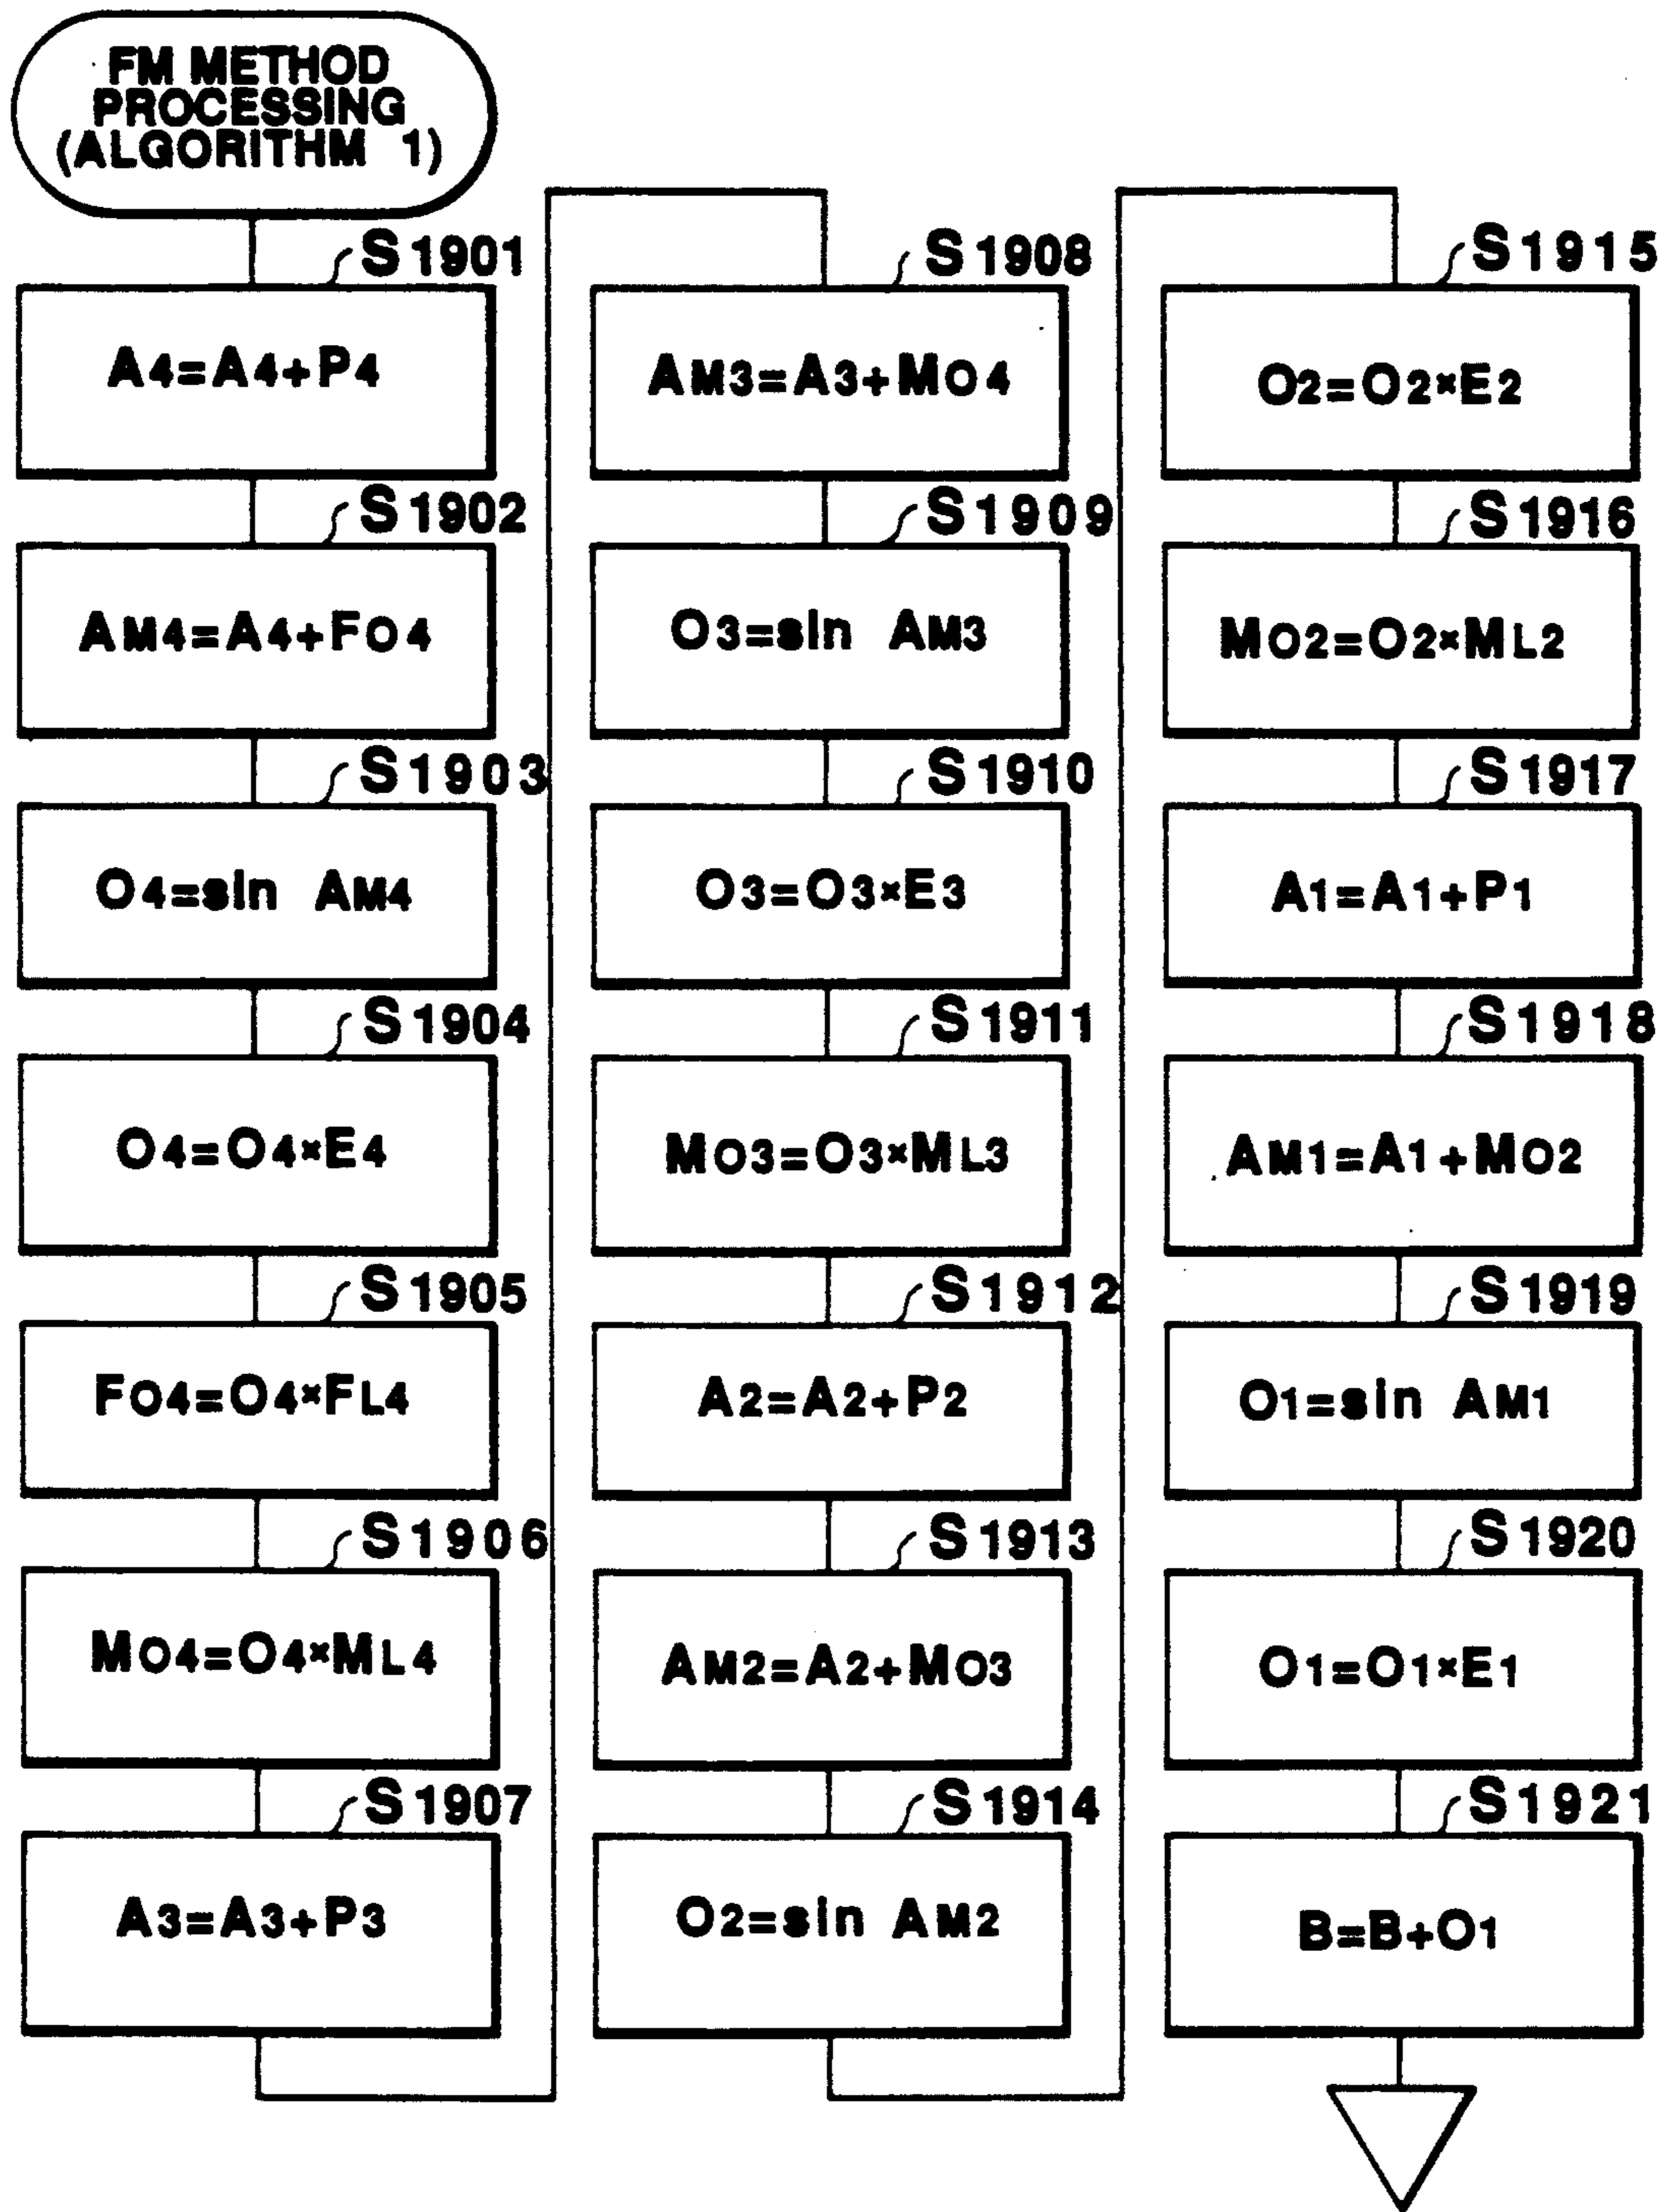 FM METHOD
PROCESSING
(ALGORITHM 1)
S1901
A4=A4+P4
S1902
AM4=A4+FO4
S1903
O4=sin AM4
S1904
O4=O4×E4
S1905
FO4=O4×FL4
S1906
MO4=O4×ML4
S1907
A3=A3+P3
S1908
AM3=A3+MO4
S1909
O3=sin AM3
S1910
O3=O3×E3
S1911
MO3=O3×ML3
S1912
A2=A2+P2
S1913
AM2=A2+MO3
S1914
O2=sin AM2
S1915
O2=O2×E2
S1916
MO2=O2×ML2
S1917
A1=A1+P1
S1918
AM1=A1+MO2
S1919
O1=sin AM1
S1920
O1=O1×E1
S1921
B=B+O1